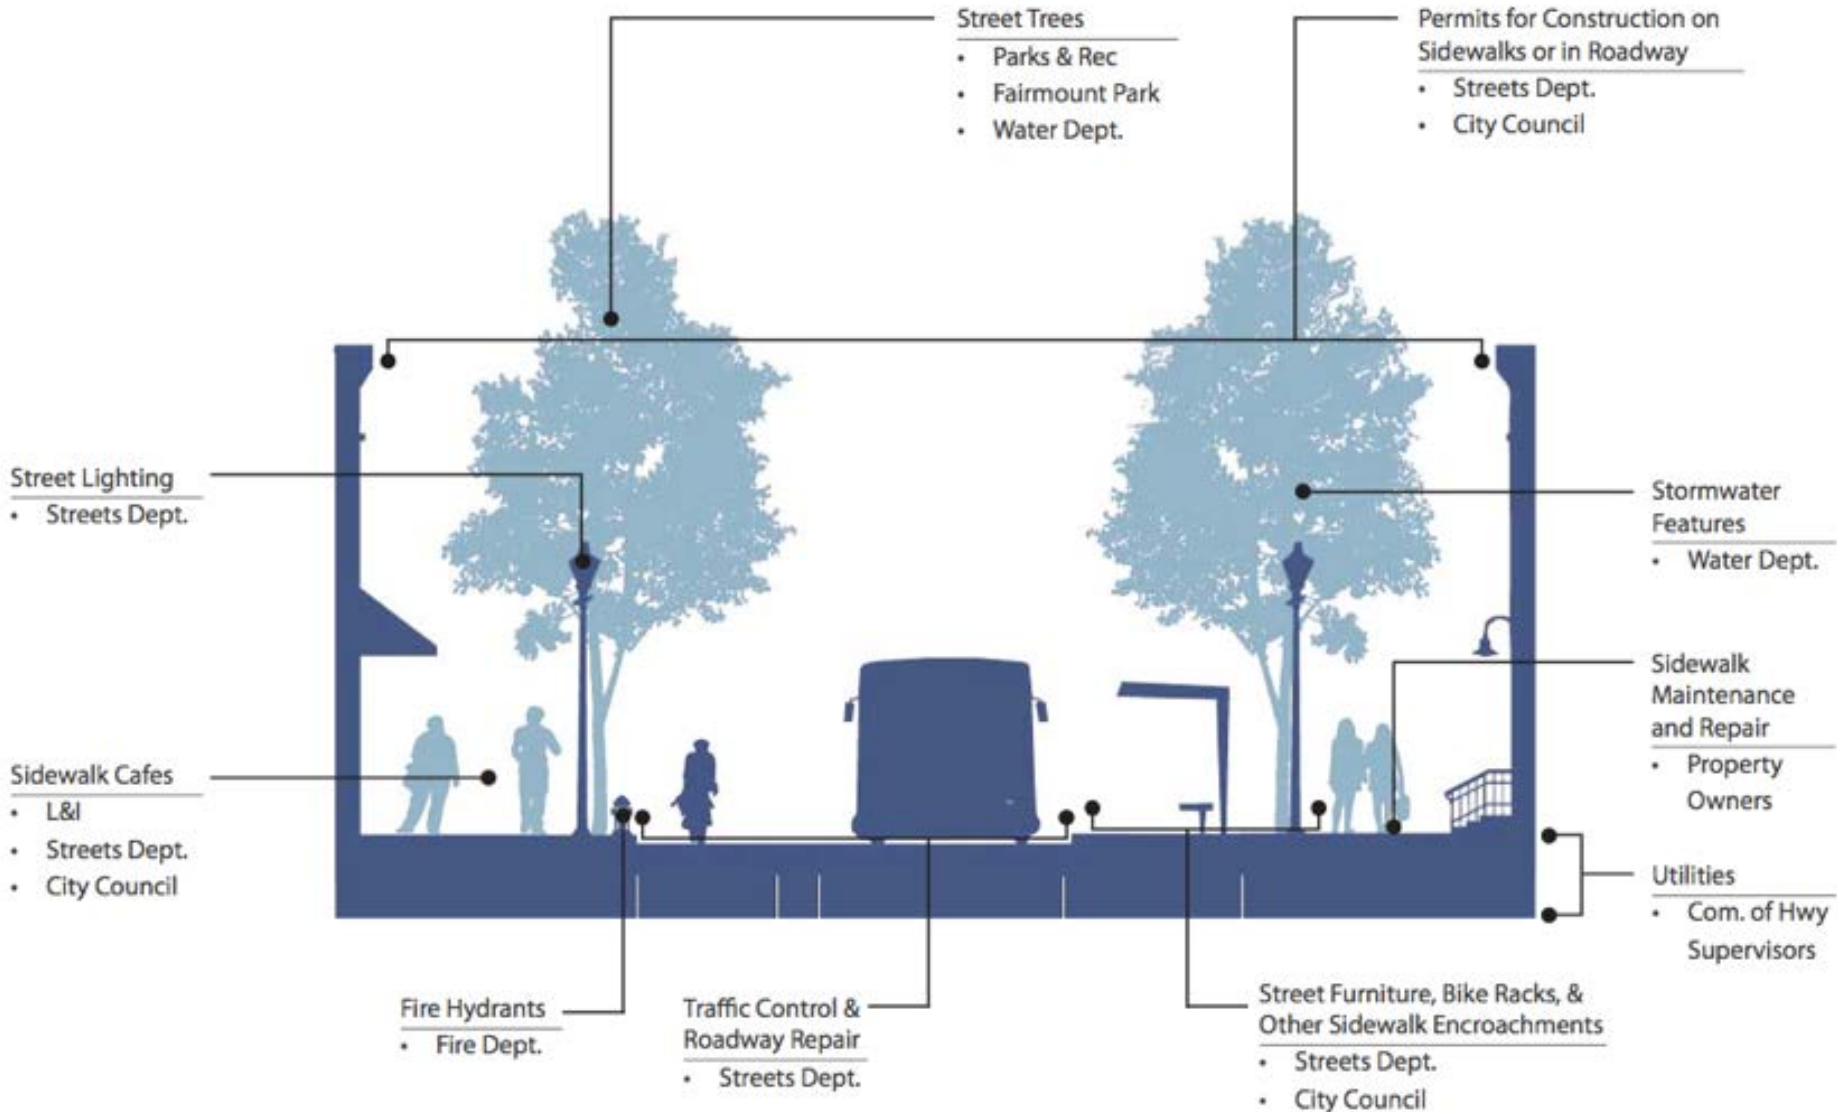 Street Trees
• Parks & Rec
• Fairmount Park
• Water Dept.
Permits for Construction on
Sidewalks or in Roadway
• Streets Dept.
• City Council
Street Lighting
• Streets Dept.
Stormwater
Features
• Water Dept.
Sidewalk
Maintenance
and Repair
• Property
Owners
Sidewalk Cafes
• L&I
• Streets Dept.
• City Council
Utilities
• Com. of Hwy
Supervisors
Fire Hydrants
• Fire Dept.
Traffic Control &
Roadway Repair
• Streets Dept.
Street Furniture, Bike Racks, &
Other Sidewalk Encroachments
• Streets Dept.
• City Council